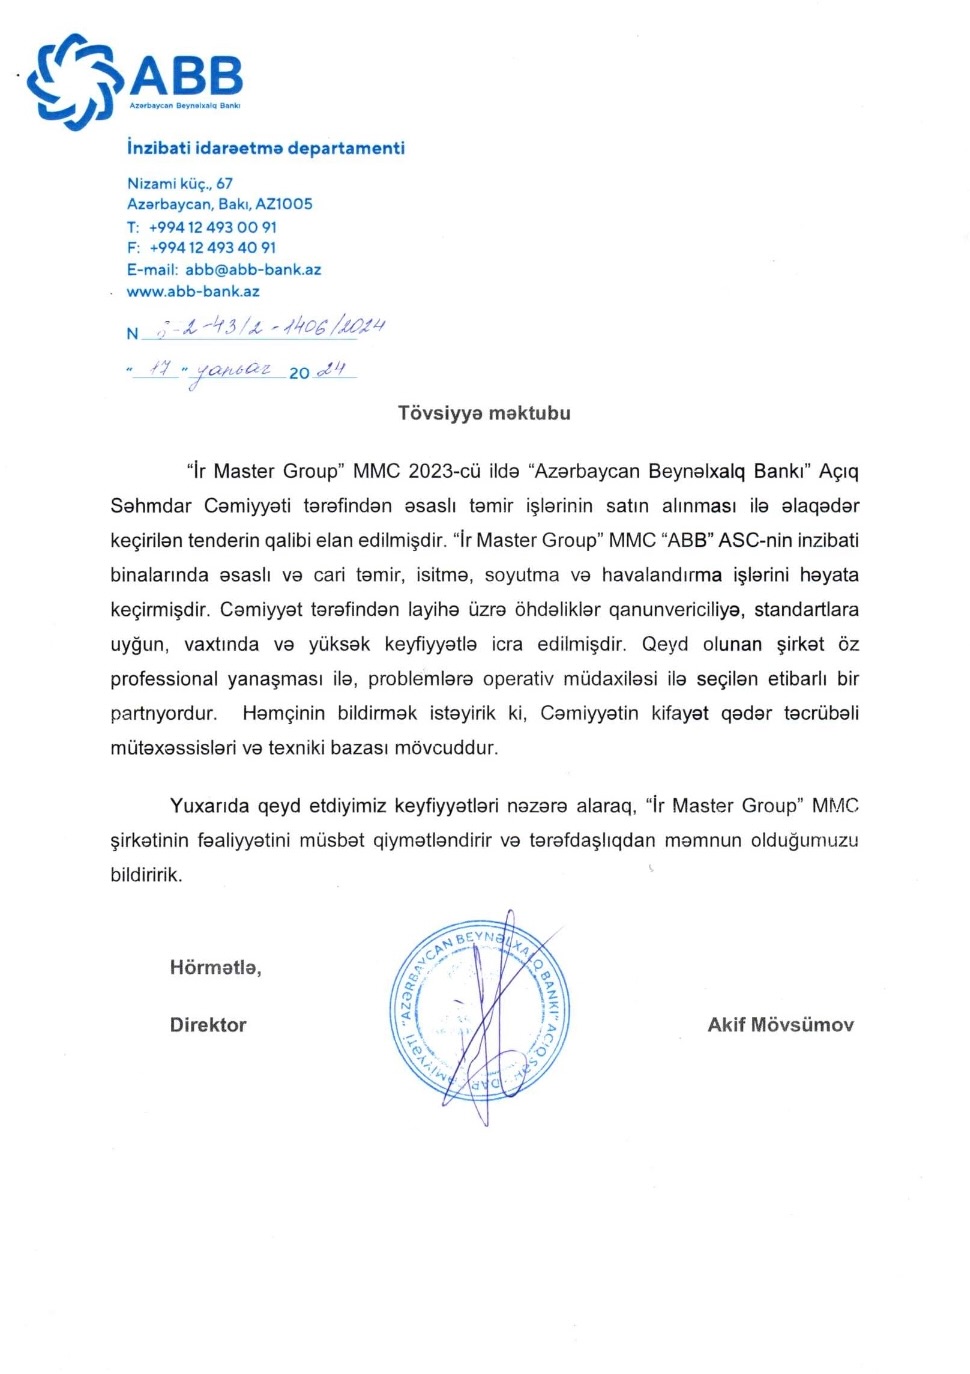 ABB
Azərbaycan Beynəlxalq Bankı
İnzibati idarəetmə departamenti
Nizami küç., 67
Azərbaycan, Bakı, AZ1005
T: +994 12 493 00 91
F: +994 12 493 40 91
E-mail: abb@abb-bank.az
www.abb-bank.az
N -2-43/2-1406/2024
“ 17 ” yanvar 20 24
Tövsiyyə məktubu
“İr Master Group” MMC 2023-cü ildə “Azərbaycan Beynəlxalq Bankı” Açıq
Səhmdar Cəmiyyəti tərəfindən əsaslı təmir işlərinin satın alınması ilə əlaqədər
keçirilən tenderin qalibi elan edilmişdir. “İr Master Group” MMC “ABB” ASC-nin inzibati
binalarında əsaslı və cari təmir, isitmə, soyutma və havalandırma işlərini həyata
keçirmişdir. Cəmiyyət tərəfindən layihə üzrə öhdəliklər qanunvericiliyə, standartlara
uyğun, vaxtında və yüksək keyfiyyətlə icra edilmişdir. Qeyd olunan şirkət öz
professional yanaşması ilə, problemlərə operativ müdaxiləsi ilə seçilən etibarlı bir
partnyordur. Həmçinin bildirmək istəyirik ki, Cəmiyyətin kifayət qədər təcrübəli
mütəxəssisləri və texniki bazası mövcuddur.
Yuxarıda qeyd etdiyimiz keyfiyyətləri nəzərə alaraq, “İr Master Group” MMC
şirkətinin fəaliyyətini müsbət qiymətləndirir və tərəfdaşlıqdan məmnun olduğumuzu
bildiririk.
Hörmətlə,
"AZƏRBAYCAN BEYNƏLXALQ BANKI" AÇIQ
Direktor
Akif Mövsümov